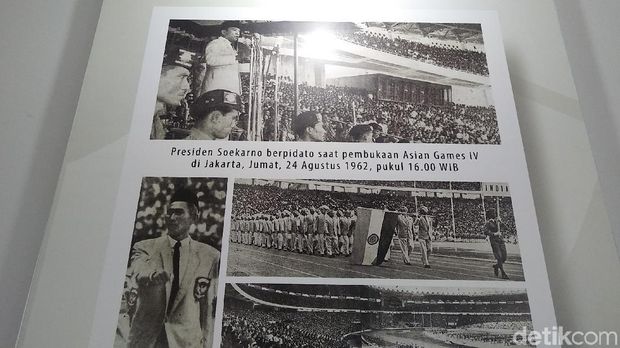 Presiden Soekarno berpidato saat pembukaan Asian Games IV
di Jakarta, Jumat, 24 Agustus 1962, pukul 16.00 WIB
INDIA
detikcom